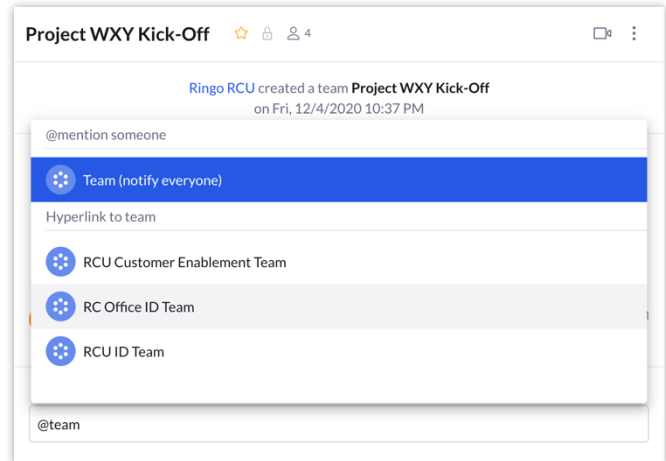 Project WXY Kick-Off 4
Ringo RCU created a team Project WXY Kick-Off
on Fri, 12/4/2020 10:37 PM
@mention someone
Team (notify everyone)
Hyperlink to team
RCU Customer Enablement Team
RC Office ID Team
RCU ID Team
@team